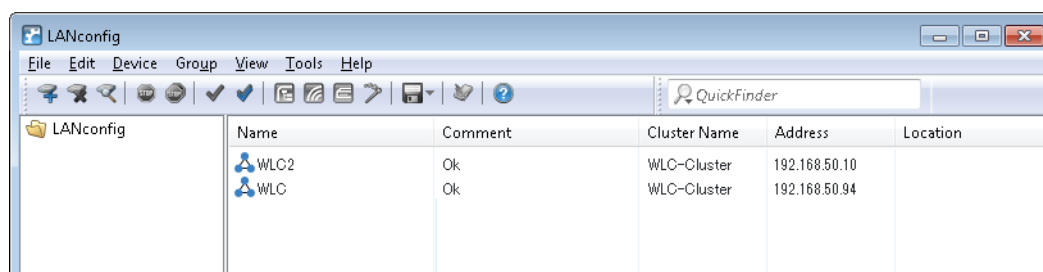 LANconfig
File Edit Device Group View Tools Help
QuickFinder
LANconfig
Name Comment Cluster Name Address Location
WLC2 Ok WLC-Cluster 192.168.50.10
WLC Ok WLC-Cluster 192.168.50.94